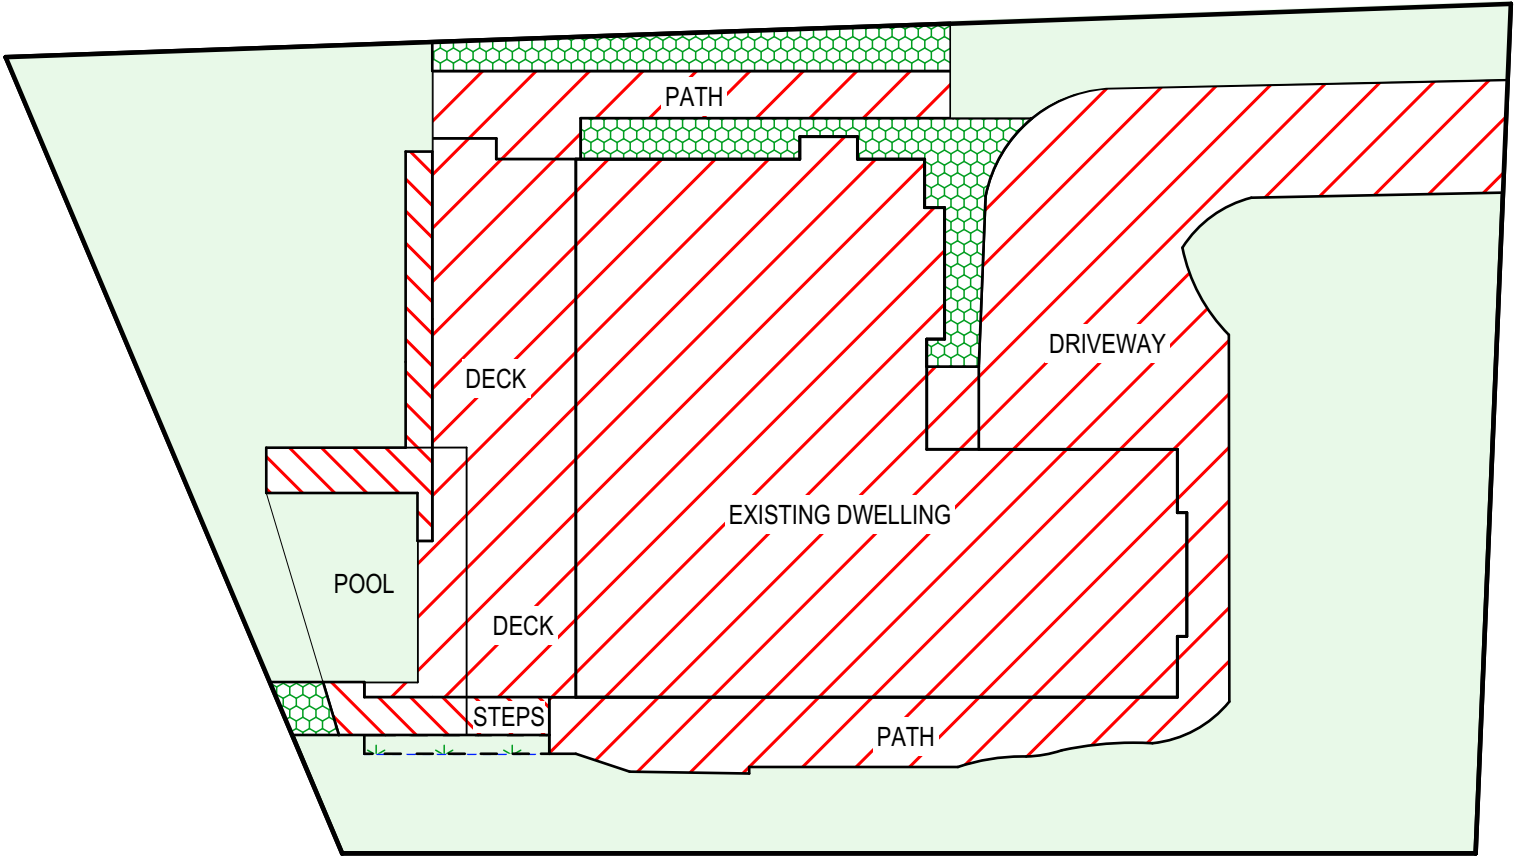 PATH
DRIVEWAY
DECK
EXISTING DWELLING
POOL
DECK
STEPS
PATH